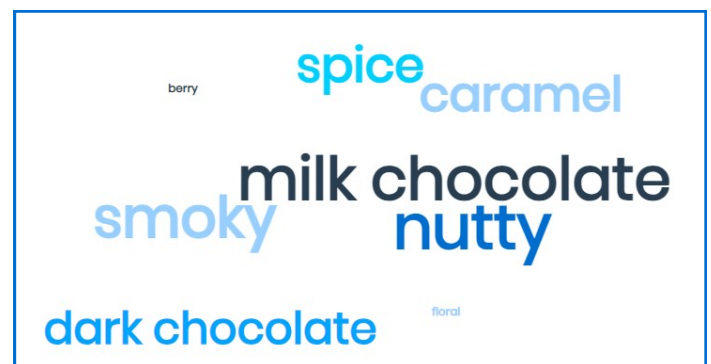 spice
berry
caramel
milk chocolate
smoky
nutty
floral
dark chocolate